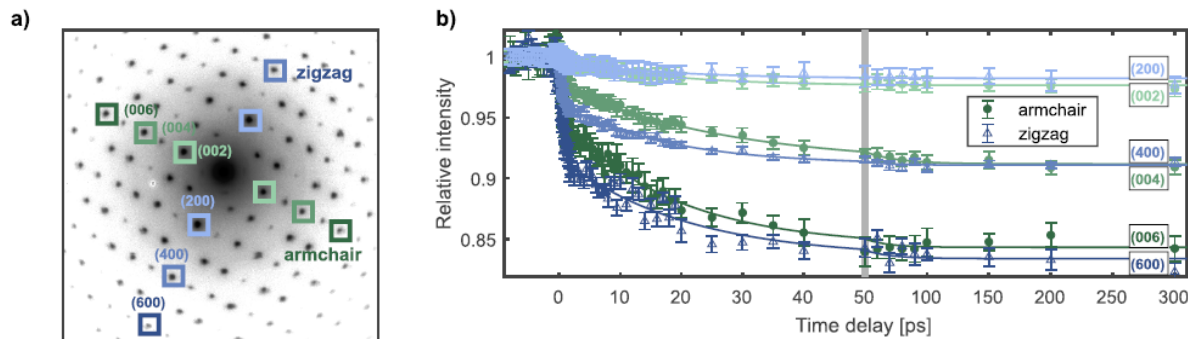 a)
zigzag
(006)
(004)
(002)
(200)
(400)
armchair
(600)
b)
Relative intensity
1
0.95
0.9
0.85
armchair
zigzag
(200)
(002)
(400)
(004)
(006)
(600)
0 10 20 30 40 50 100 150 200 250 300
Time delay [ps]